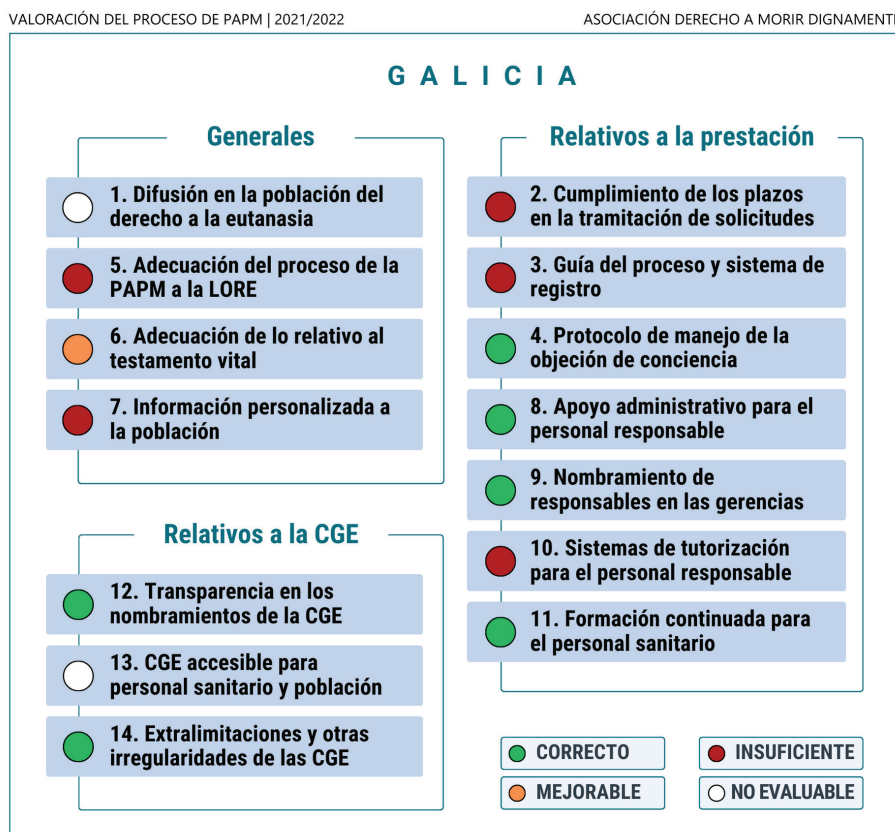 VALORACIÓN DEL PROCESO DE PAPM | 2021/2022
ASOCIACIÓN DERECHO A MORIR DIGNAMENTE
GALICIA
Generales
1. Difusión en la población del
derecho a la eutanasia
5. Adecuación del proceso de la
PAPM a la LORE
6. Adecuación de lo relativo al
testamento vital
7. Información personalizada a
la población
Relativos a la CGE
12. Transparencia en los
nombramientos de la CGE
13. CGE accesible para
personal sanitario y población
14. Extralimitaciones y otras
irregularidades de las CGE
Relativos a la prestación
2. Cumplimiento de los plazos
en la tramitación de solicitudes
3. Guía del proceso y sistema de
registro
4. Protocolo de manejo de la
objeción de conciencia
8. Apoyo administrativo para el
personal responsable
9. Nombramiento de
responsables en las gerencias
10. Sistemas de tutorización
para el personal responsable
11. Formación continuada para
el personal sanitario
CORRECTO
INSUFICIENTE
MEJORABLE
NO EVALUABLE